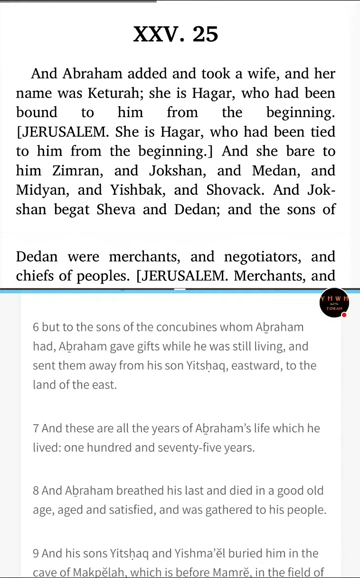 XXV. 25
And Abraham added and took a wife, and her
name was Keturah; she is Hagar, who had been
bound to him from the beginning.
[JERUSALEM. She is Hagar, who had been tied
to him from the beginning.] And she bare to
him Zimran, and Jokshan, and Medan, and
Midyan, and Yishbak, and Shovack. And Jok-
shan begat Sheva and Dedan; and the sons of
Dedan were merchants, and negotiators, and
chiefs of peoples. [JERUSALEM. Merchants, and
YHWH
TORAH
6 but to the sons of the concubines whom Aḇraham
had, Aḇraham gave gifts while he was still living, and
sent them away from his son Yitsḥaq, eastward, to the
land of the east.
7 And these are all the years of Aḇraham’s life which he
lived: one hundred and seventy-five years.
8 And Aḇraham breathed his last and died in a good old
age, aged and satisfied, and was gathered to his people.
9 And his sons Yitsḥaq and Yishma’ĕl buried him in the
cave of Makpĕlah, which is before Mamrĕ, in the field of